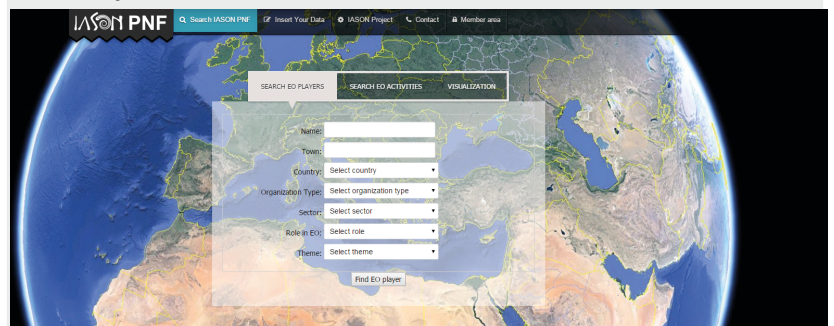 IASON PNF Search IASON PNF Insert Your Data IASON Project Contact Member area
SEARCH EO PLAYERS SEARCH EO ACTIVITIES VISUALIZATION
Name:
Town:
Country: Select country
Organization Type: Select organization type
Sector: Select sector
Role in EO: Select role
Theme: Select theme
Find EO player